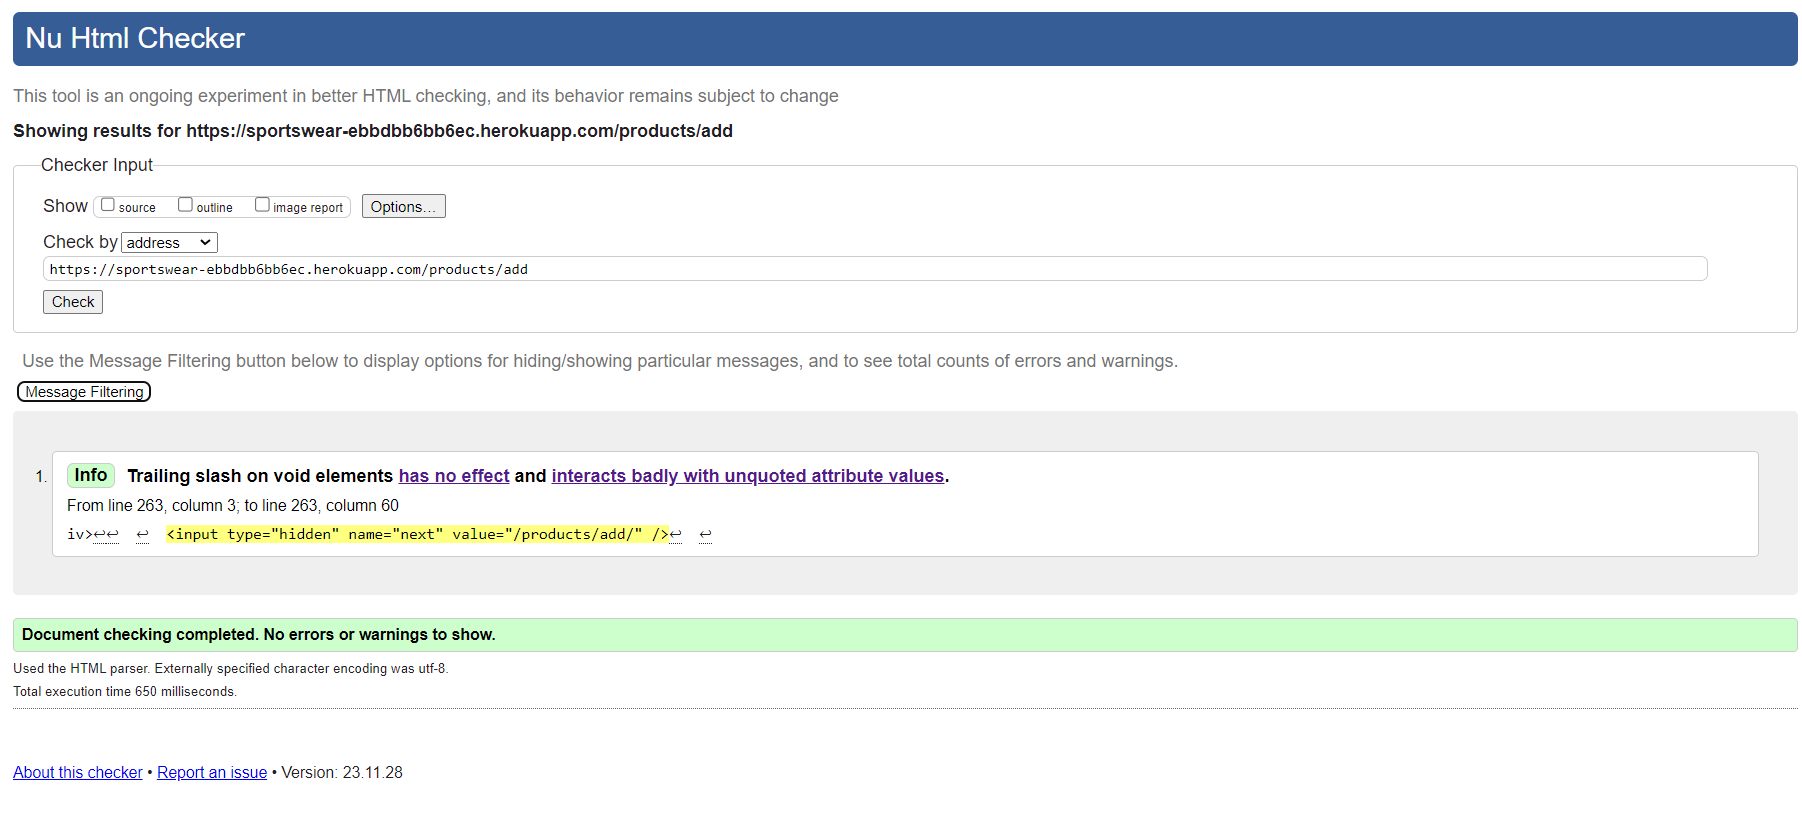 Nu Html Checker
This tool is an ongoing experiment in better HTML checking, and its behavior remains subject to change
Showing results for https://sportswear-ebbdbb6bb6ec.herokuapp.com/products/add
Checker Input
Show source outline image report Options...
Check by address
https://sportswear-ebbdbb6bb6ec.herokuapp.com/products/add
Check
Use the Message Filtering button below to display options for hiding/showing particular messages, and to see total counts of errors and warnings.
Message Filtering
1. Info Trailing slash on void elements has no effect and interacts badly with unquoted attribute values.
From line 263, column 3; to line 263, column 60
iv>↩↩ ↩ <input type="hidden" name="next" value="/products/add/" />↩ ↩
Document checking completed. No errors or warnings to show.
Used the HTML parser. Externally specified character encoding was utf-8.
Total execution time 650 milliseconds.
About this checker • Report an issue • Version: 23.11.28